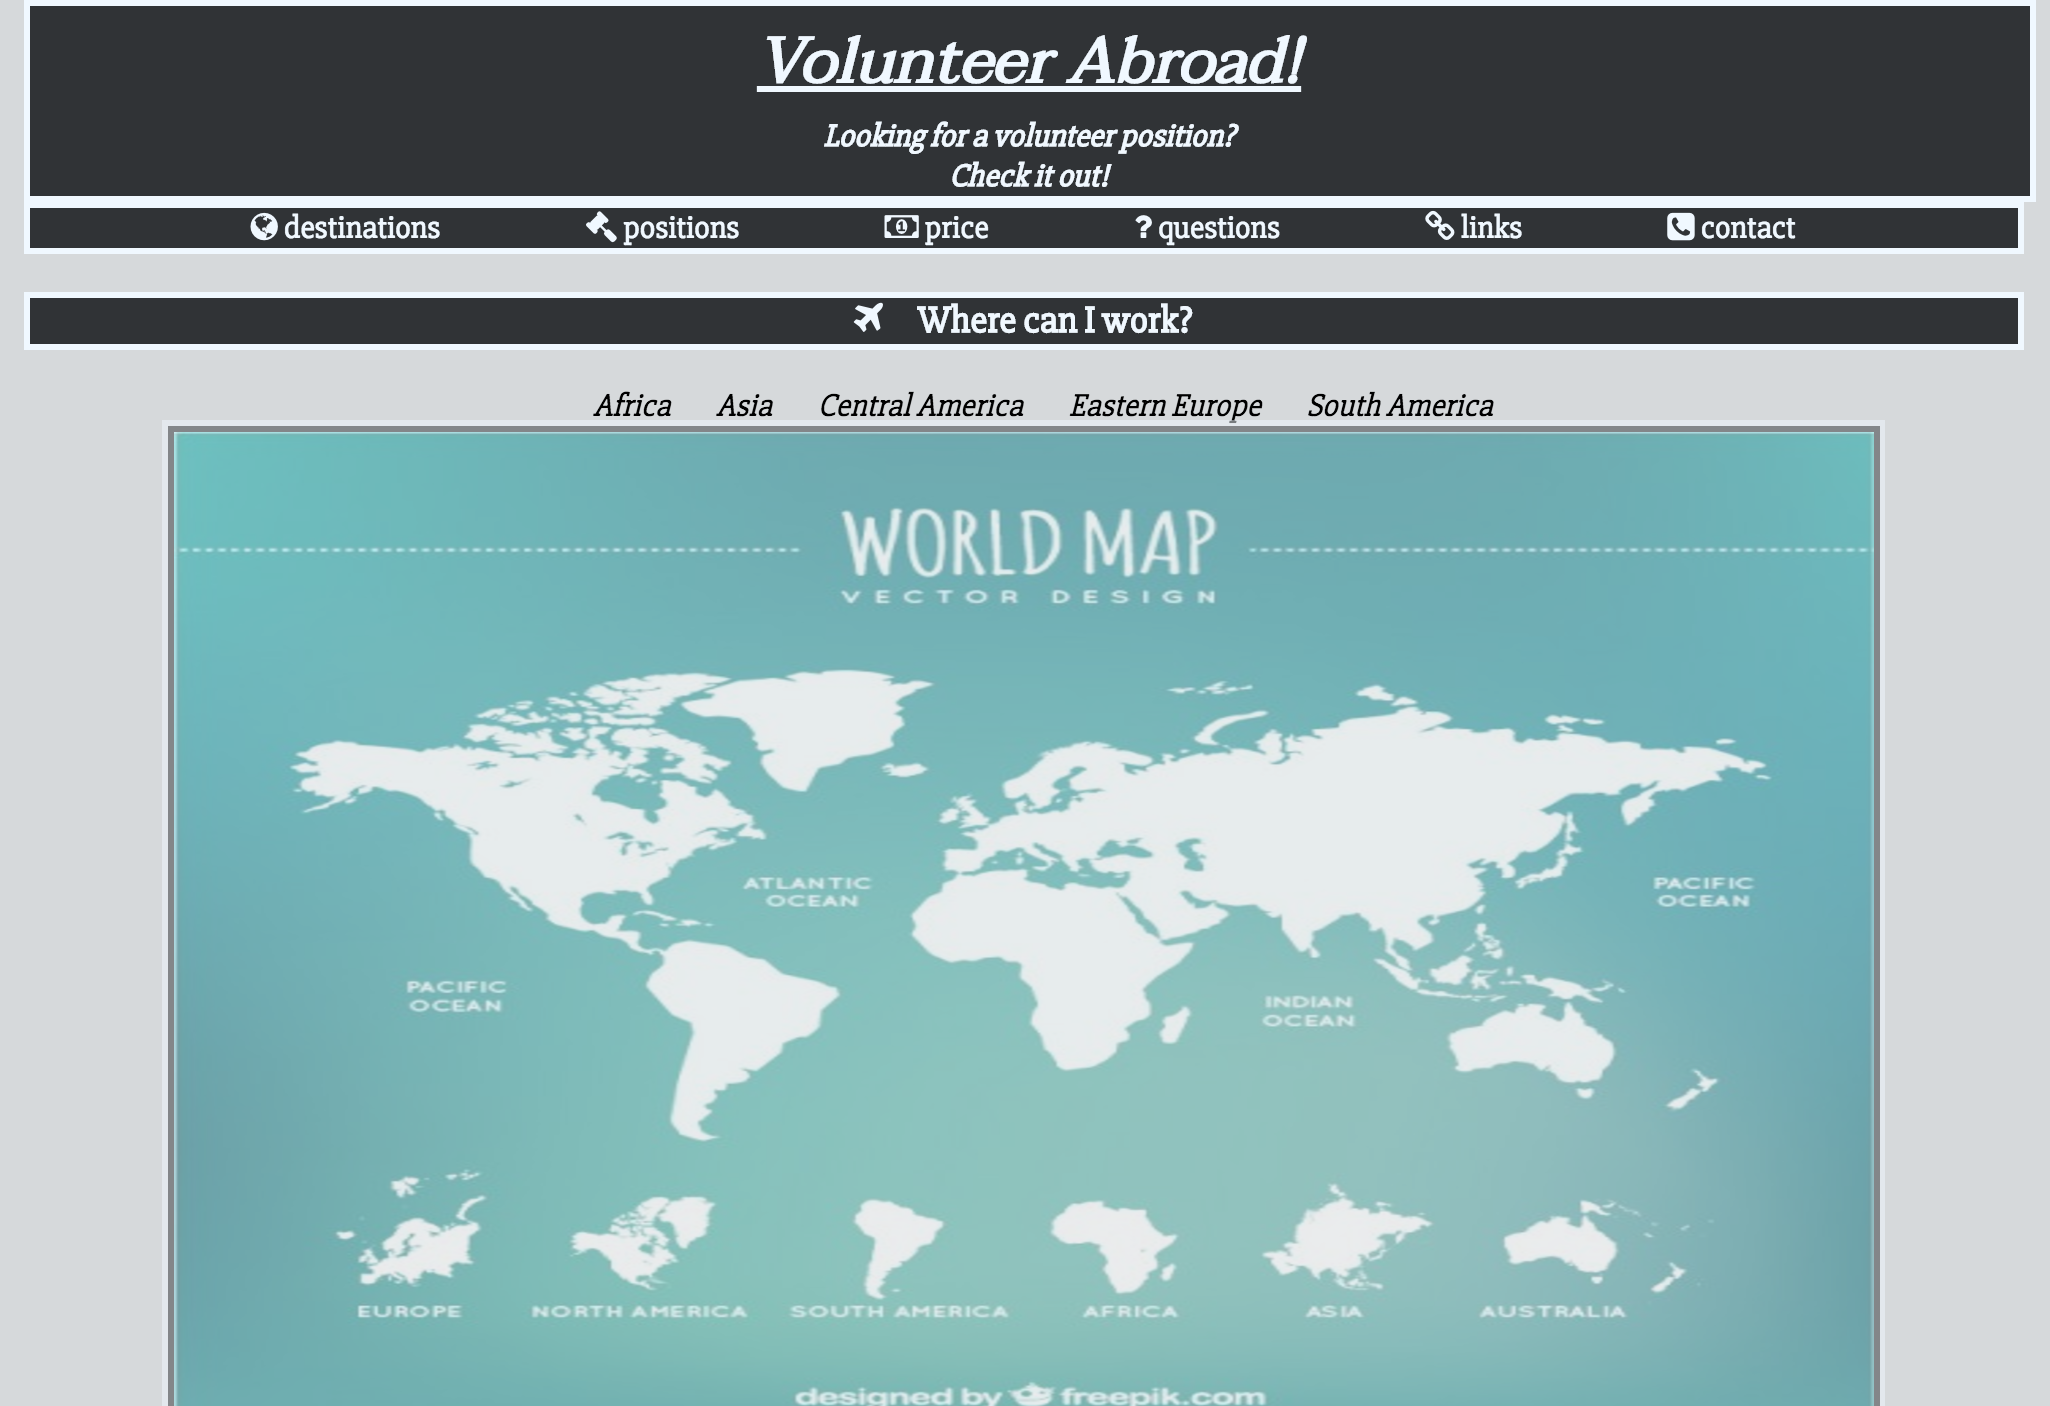 Volunteer Abroad!
Looking for a volunteer position?
Check it out!
destinations positions price ? questions links contact
Where can I work?
Africa Asia Central America Eastern Europe South America
WORLD MAP
VECTOR DESIGN
ATLANTIC
OCEAN
PACIFIC
OCEAN
PACIFIC
OCEAN
INDIAN
OCEAN
EUROPE NORTH AMERICA SOUTH AMERICA AFRICA ASIA AUSTRALIA
designed by freepik.com